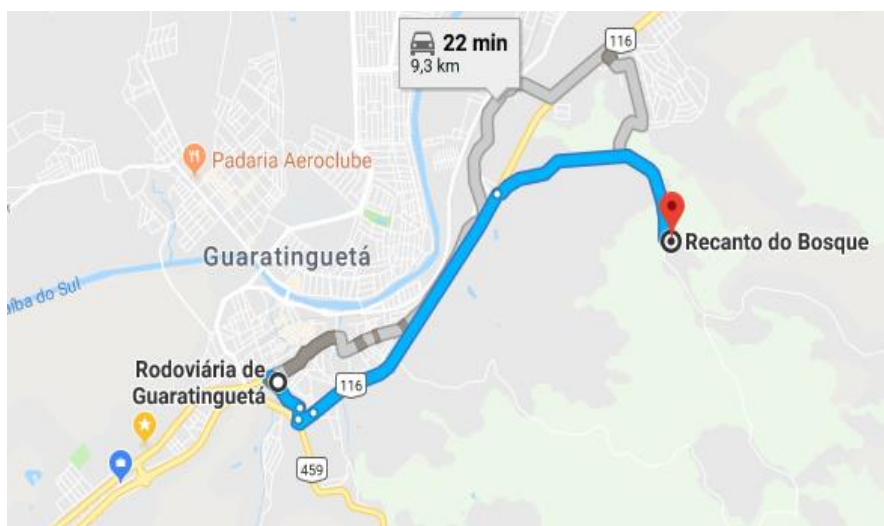 116
22 min
9,3 km
Padaria Aeroclube
Guaratinguetá
Recanto do Bosque
aíba do Sul
Rodoviária de
Guaratinguetá
116
459